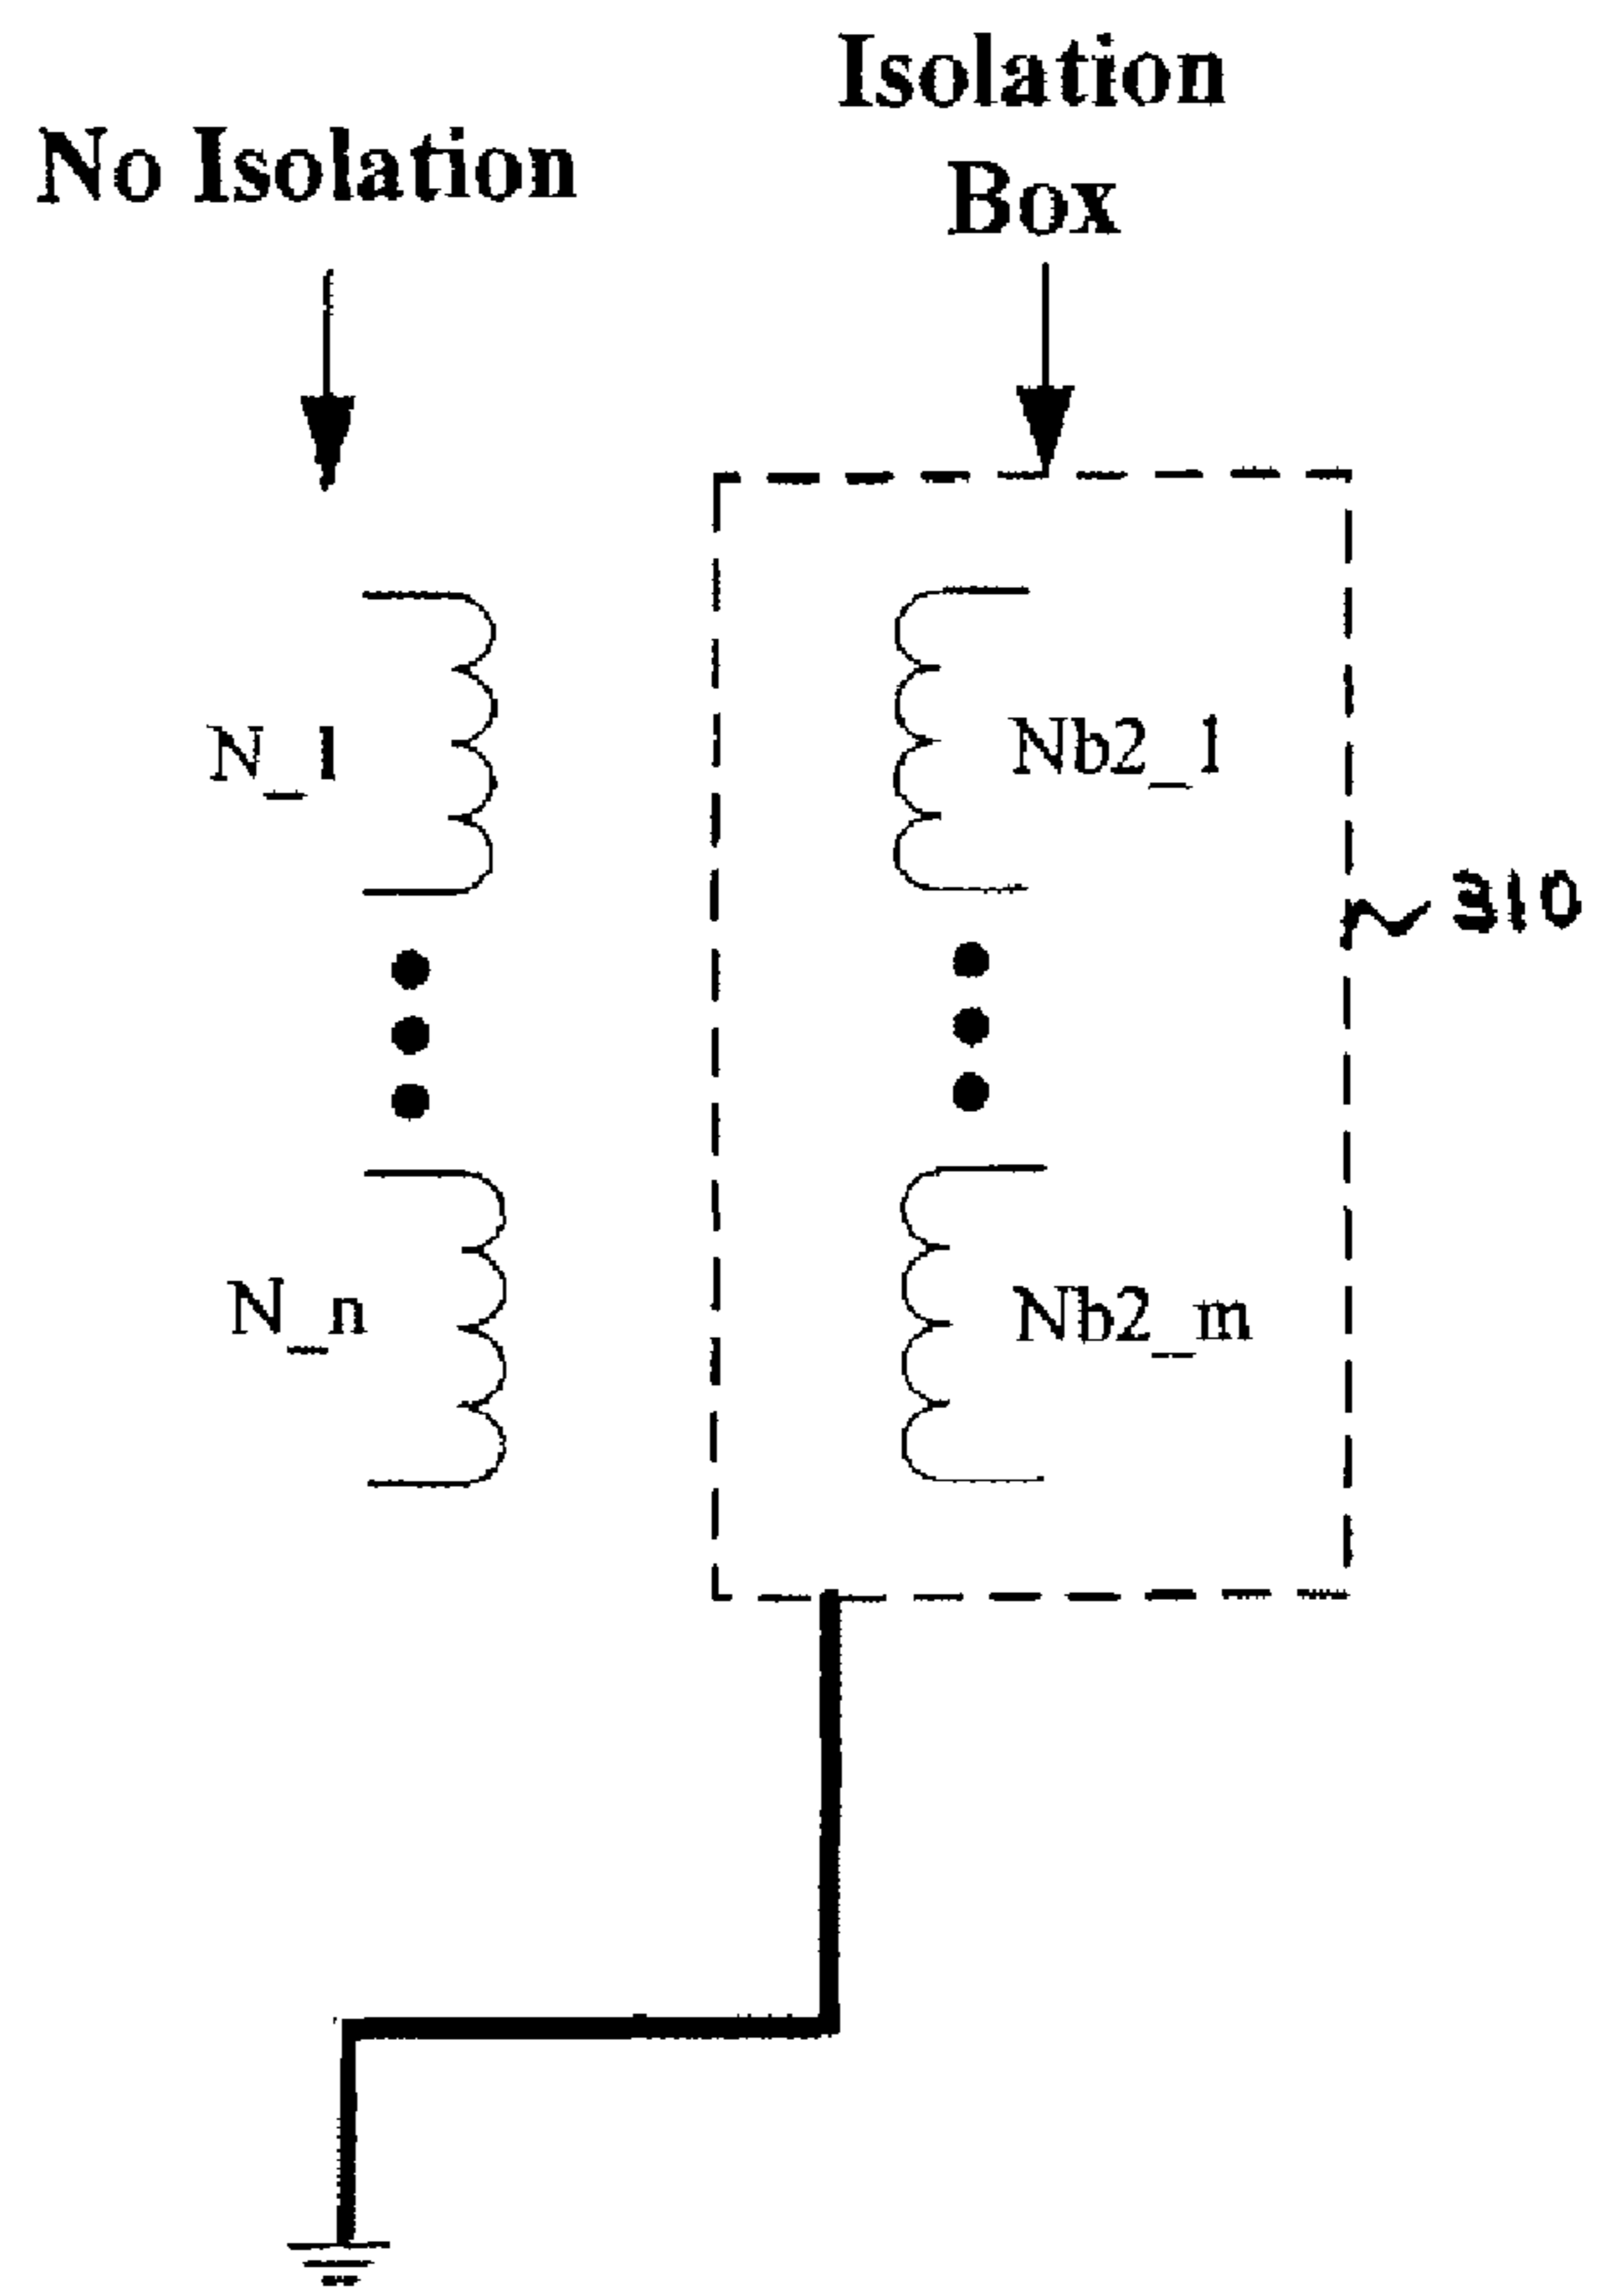 No Isolation
Isolation
Box
N_1
Nb2_1
310
N_n
Nb2_m